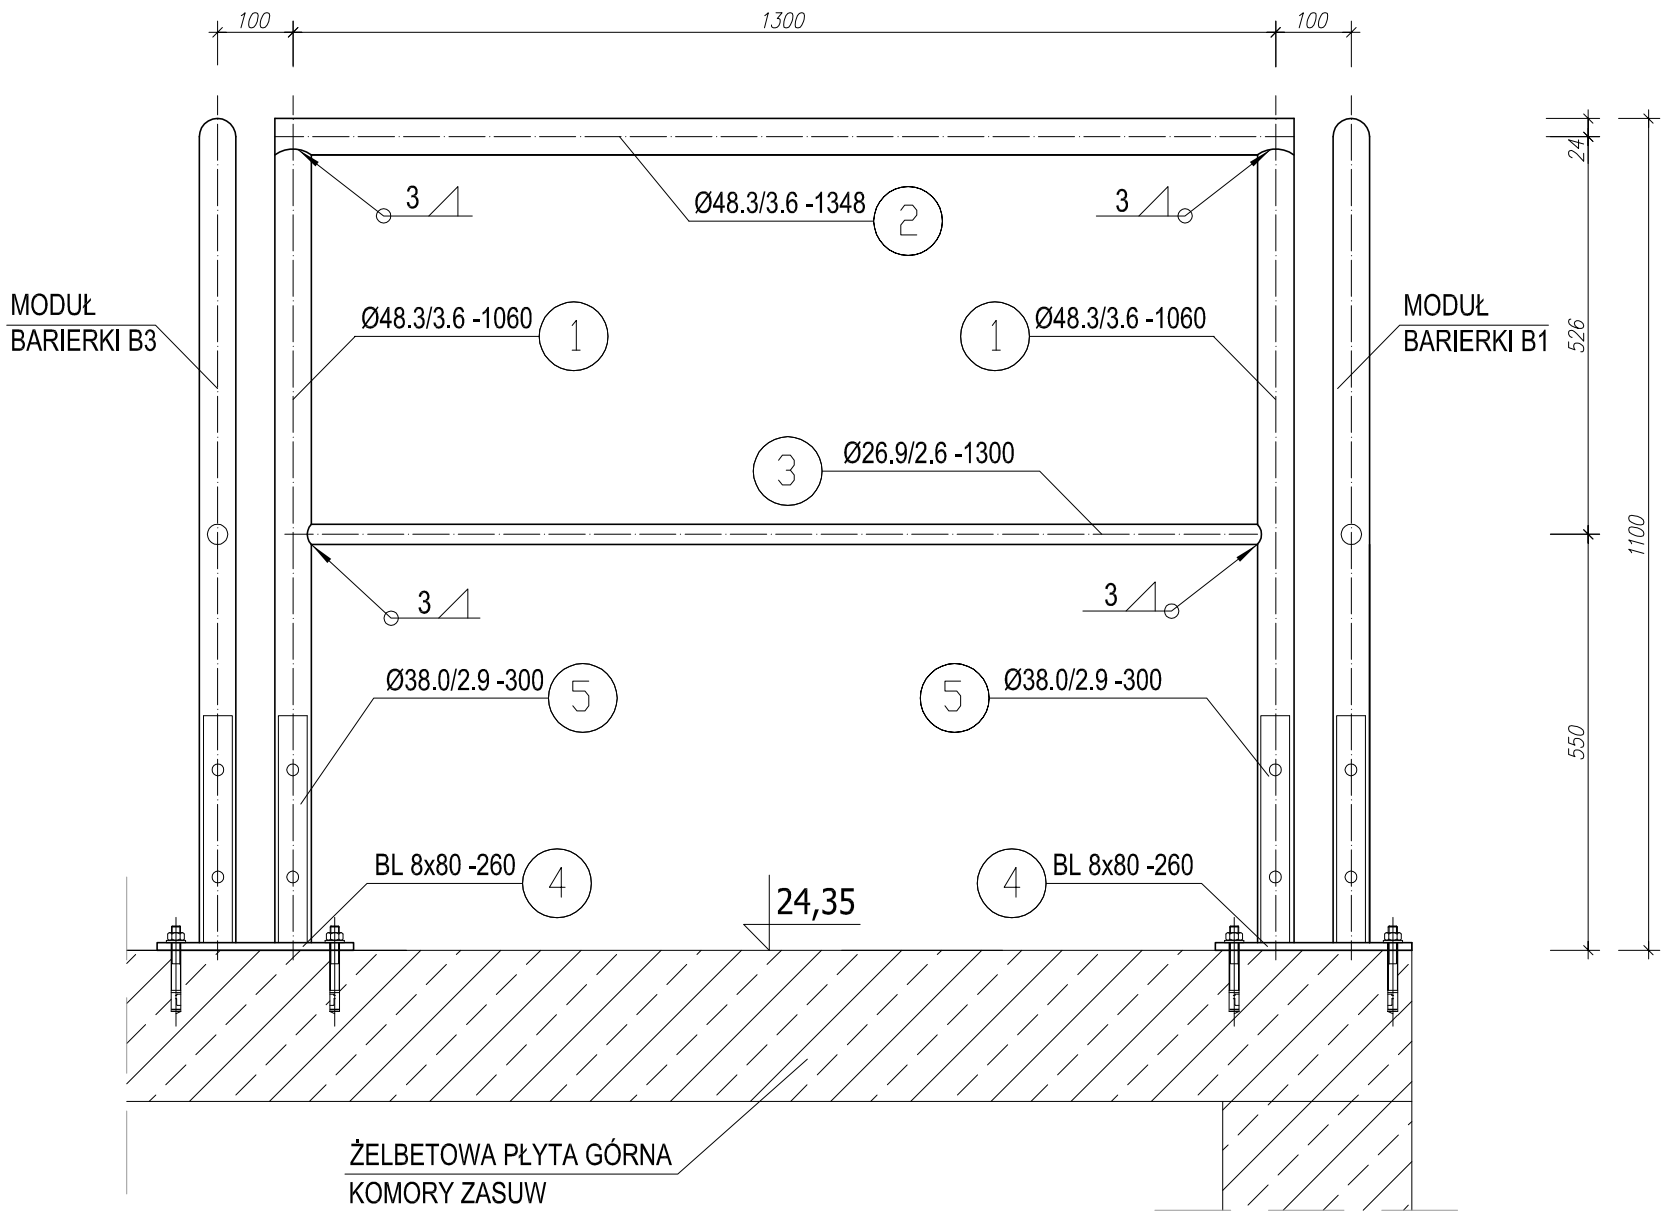 100
1300
100
24
3
Ø48.3/3.6 -1348
2
3
MODUŁ
BARIERKI B3
Ø48.3/3.6 -1060
1
1
Ø48.3/3.6 -1060
MODUŁ
BARIERKI B1
526
3
Ø26.9/2.6 -1300
1100
3
3
Ø38.0/2.9 -300
5
5
Ø38.0/2.9 -300
550
BL 8x80 -260
4
4
BL 8x80 -260
24,35
ŻELBETOWA PŁYTA GÓRNA
KOMORY ZASUW